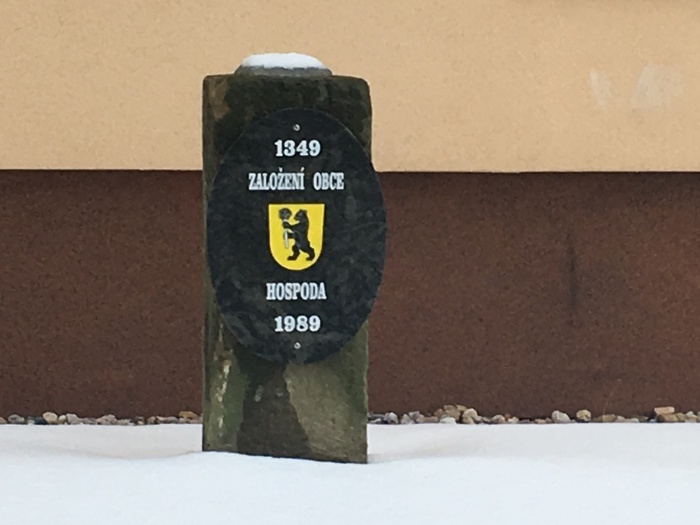 1349
ZALOŽENÍ OBCE
HOSPODA
1989